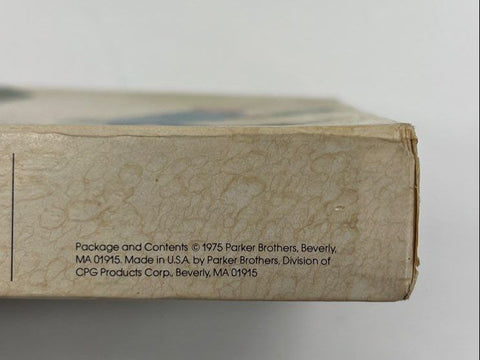 Package and Contents © 1975 Parker Brothers, Beverly,
MA 01915. Made in U.S.A. by Parker Brothers, Division of
CPG Products Corp., Beverly, MA 01915